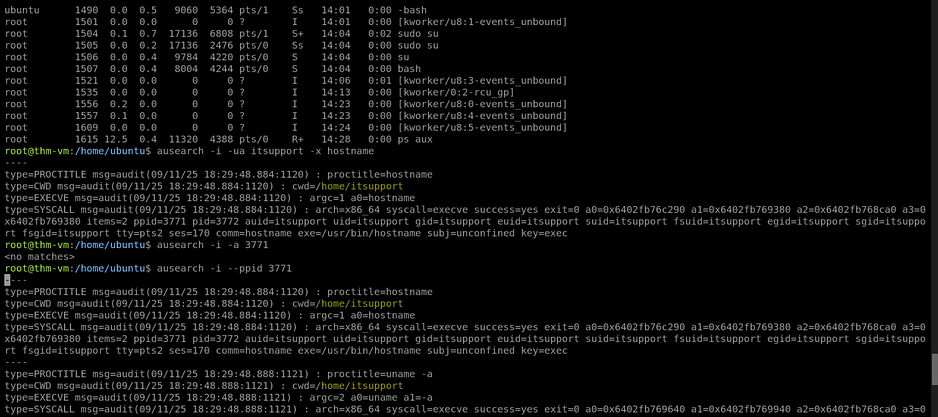 ubuntu 1490 0.0 0.5 9060 5364 pts/1 Ss 14:01 0:00 -bash
root 1501 0.0 0.0 0 0 ? I 14:01 0:00 [kworker/u8:1-events_unbound]
root 1504 0.1 0.7 17136 6808 pts/1 S+ 14:04 0:02 sudo su
root 1505 0.0 0.2 17136 2476 pts/0 Ss 14:04 0:00 sudo su
root 1506 0.0 0.4 9784 4220 pts/0 S 14:04 0:00 su
root 1507 0.0 0.4 8004 4244 pts/0 S 14:04 0:00 bash
root 1521 0.0 0.0 0 0 ? I 14:06 0:01 [kworker/u8:3-events_unbound]
root 1535 0.0 0.0 0 0 ? I 14:13 0:00 [kworker/0:2-rcu_gp]
root 1556 0.2 0.0 0 0 ? I 14:23 0:00 [kworker/u8:0-events_unbound]
root 1557 0.1 0.0 0 0 ? I 14:23 0:00 [kworker/u8:4-events_unbound]
root 1609 0.0 0.0 0 0 ? I 14:24 0:00 [kworker/u8:5-events_unbound]
root 1615 12.5 0.4 11320 4388 pts/0 R+ 14:28 0:00 ps aux
root@thm-vm:/home/ubuntu$ ausearch -i -ua itsupport -x hostname
----
type=PROCTITLE msg=audit(09/11/25 18:29:48.884:1120) : proctitle=hostname
type=CWD msg=audit(09/11/25 18:29:48.884:1120) : cwd=/home/itsupport
type=EXECVE msg=audit(09/11/25 18:29:48.884:1120) : argc=1 a0=hostname
type=SYSCALL msg=audit(09/11/25 18:29:48.884:1120) : arch=x86_64 syscall=execve success=yes exit=0 a0=0x6402fb76c290 a1=0x6402fb769380 a2=0x6402fb768ca0 a3=0
x6402fb769380 items=2 ppid=3771 pid=3772 auid=itsupport uid=itsupport gid=itsupport euid=itsupport suid=itsupport fsuid=itsupport egid=itsupport sgid=itsuppo
rt fsgid=itsupport tty=pts2 ses=170 comm=hostname exe=/usr/bin/hostname subj=unconfined key=exec
root@thm-vm:/home/ubuntu$ ausearch -i -a 3771
<no matches>
root@thm-vm:/home/ubuntu$ ausearch -i --ppid 3771
----
type=PROCTITLE msg=audit(09/11/25 18:29:48.884:1120) : proctitle=hostname
type=CWD msg=audit(09/11/25 18:29:48.884:1120) : cwd=/home/itsupport
type=EXECVE msg=audit(09/11/25 18:29:48.884:1120) : argc=1 a0=hostname
type=SYSCALL msg=audit(09/11/25 18:29:48.884:1120) : arch=x86_64 syscall=execve success=yes exit=0 a0=0x6402fb76c290 a1=0x6402fb769380 a2=0x6402fb768ca0 a3=0
x6402fb769380 items=2 ppid=3771 pid=3772 auid=itsupport uid=itsupport gid=itsupport euid=itsupport suid=itsupport fsuid=itsupport egid=itsupport sgid=itsuppo
rt fsgid=itsupport tty=pts2 ses=170 comm=hostname exe=/usr/bin/hostname subj=unconfined key=exec
----
type=PROCTITLE msg=audit(09/11/25 18:29:48.888:1121) : proctitle=uname -a
type=CWD msg=audit(09/11/25 18:29:48.888:1121) : cwd=/home/itsupport
type=EXECVE msg=audit(09/11/25 18:29:48.888:1121) : argc=2 a0=uname a1=-a
type=SYSCALL msg=audit(09/11/25 18:29:48.888:1121) : arch=x86_64 syscall=execve success=yes exit=0 a0=0x6402fb769640 a1=0x6402fb769940 a2=0x6402fb768ca0 a3=0